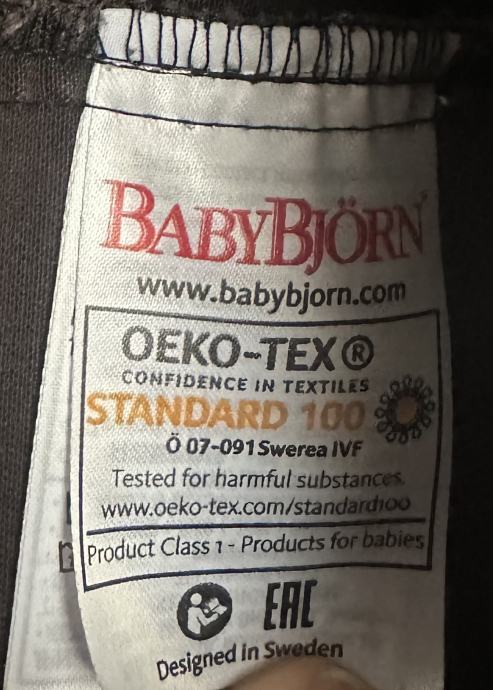 BABYBJÖRN
www.babybjorn.com
OEKO-TEX®
CONFIDENCE IN TEXTILES
STANDARD 100
Ö 07-091 Swerea IVF
Tested for harmful substances.
www.oeko-tex.com/standard100
Product Class 1 - Products for babies
EAC
Designed in Sweden